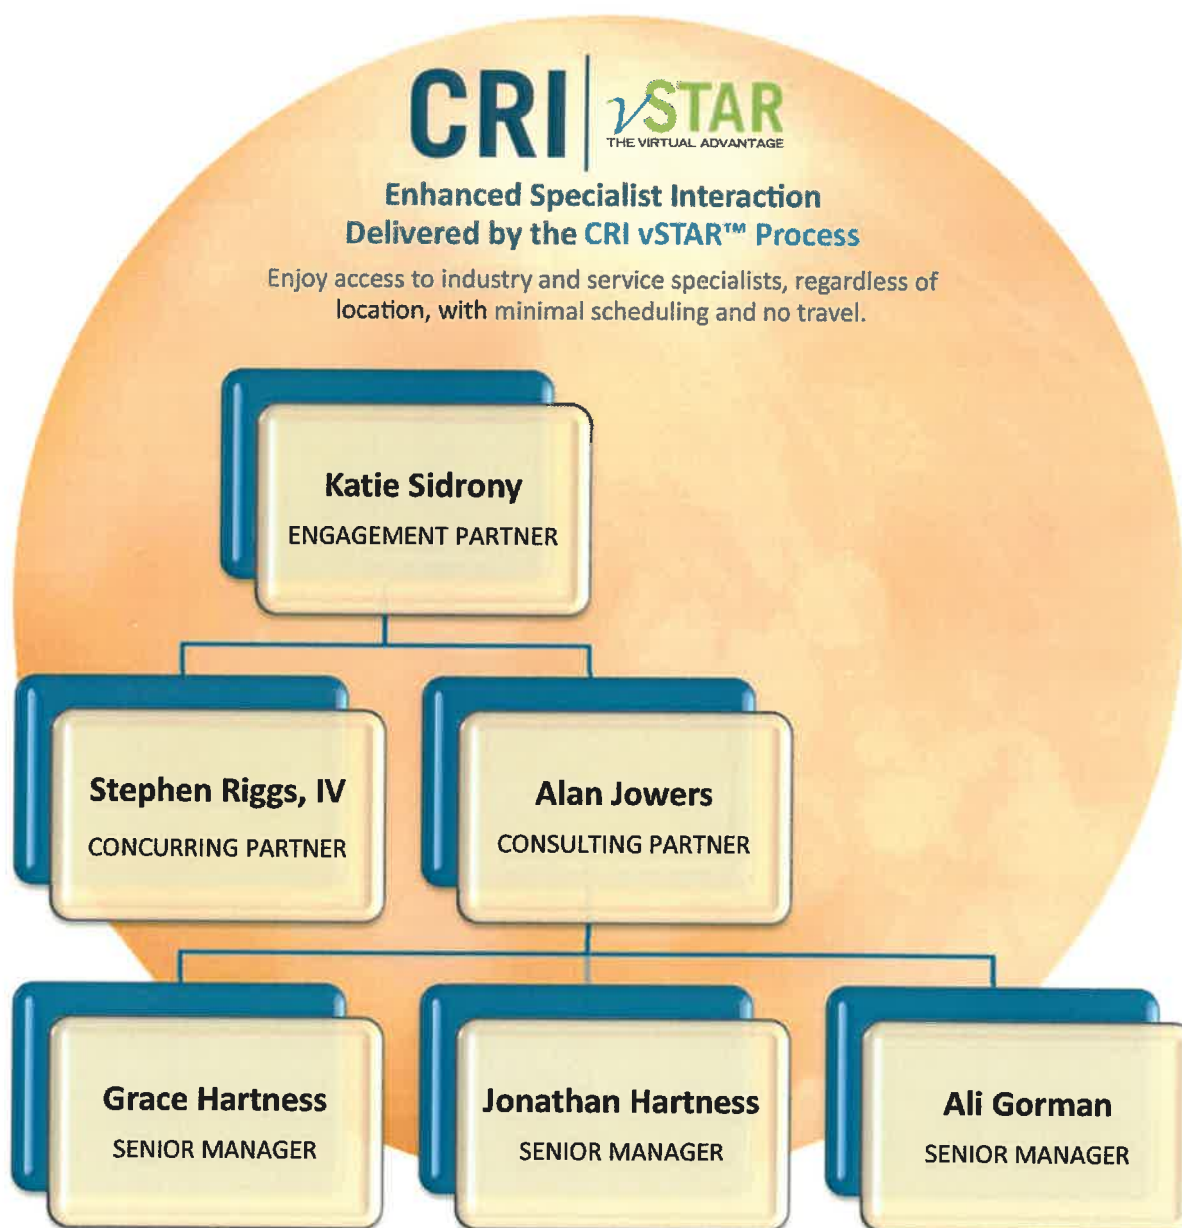 CRI
vSTAR
THE VIRTUAL ADVANTAGE
Enhanced Specialist Interaction
Delivered by the CRI vSTAR™ Process
Enjoy access to industry and service specialists, regardless of
location, with minimal scheduling and no travel.
Katie Sidrony
ENGAGEMENT PARTNER
Stephen Riggs, IV
CONCURRING PARTNER
Alan Jowers
CONSULTING PARTNER
Grace Hartness
SENIOR MANAGER
Jonathan Hartness
SENIOR MANAGER
Ali Gorman
SENIOR MANAGER